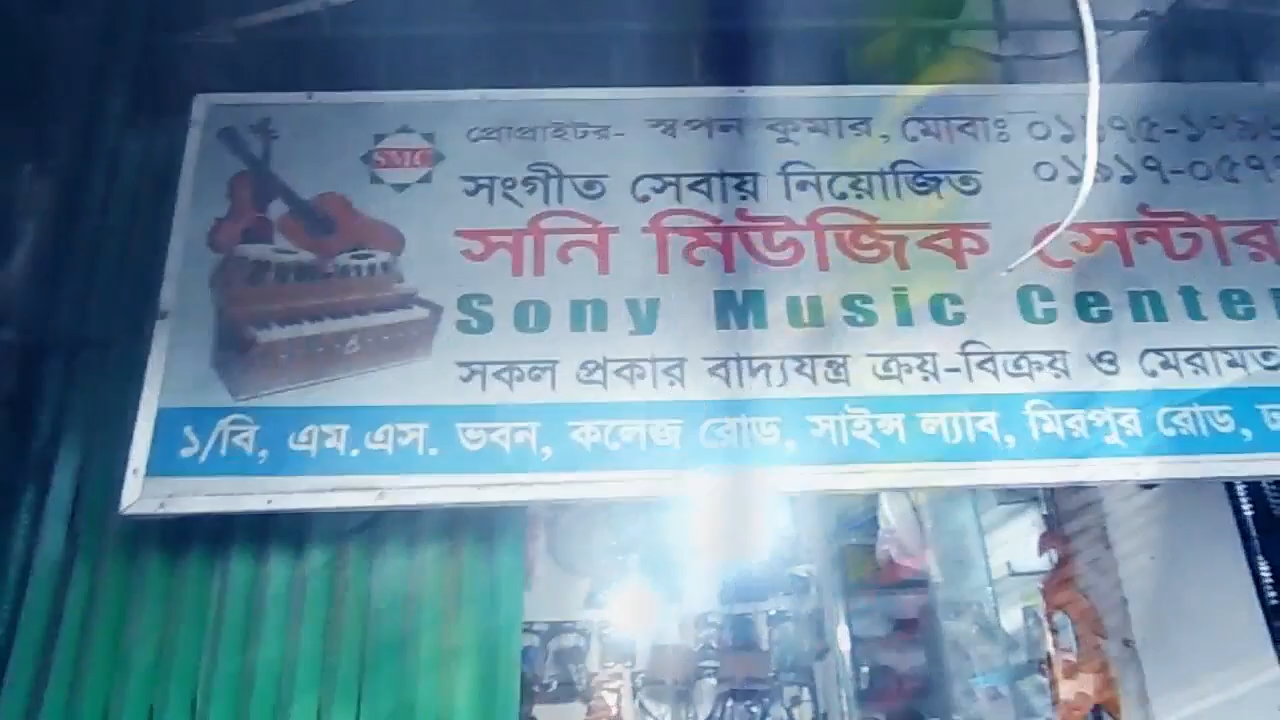 SMC
প্রোপ্রাইটর- স্বপন কুমার, মোবাঃ
সংগীত সেবায় নিয়োজিত
সনি মিউজিক সেন্টার
Sony Music Center
সকল প্রকার বাদ্যযন্ত্র ক্রয়-বিক্রয় ও মেরামত
১/বি, এম.এস. ভবন, কলেজ রোড, সাইন্স ল্যাব, মিরপুর রোড,